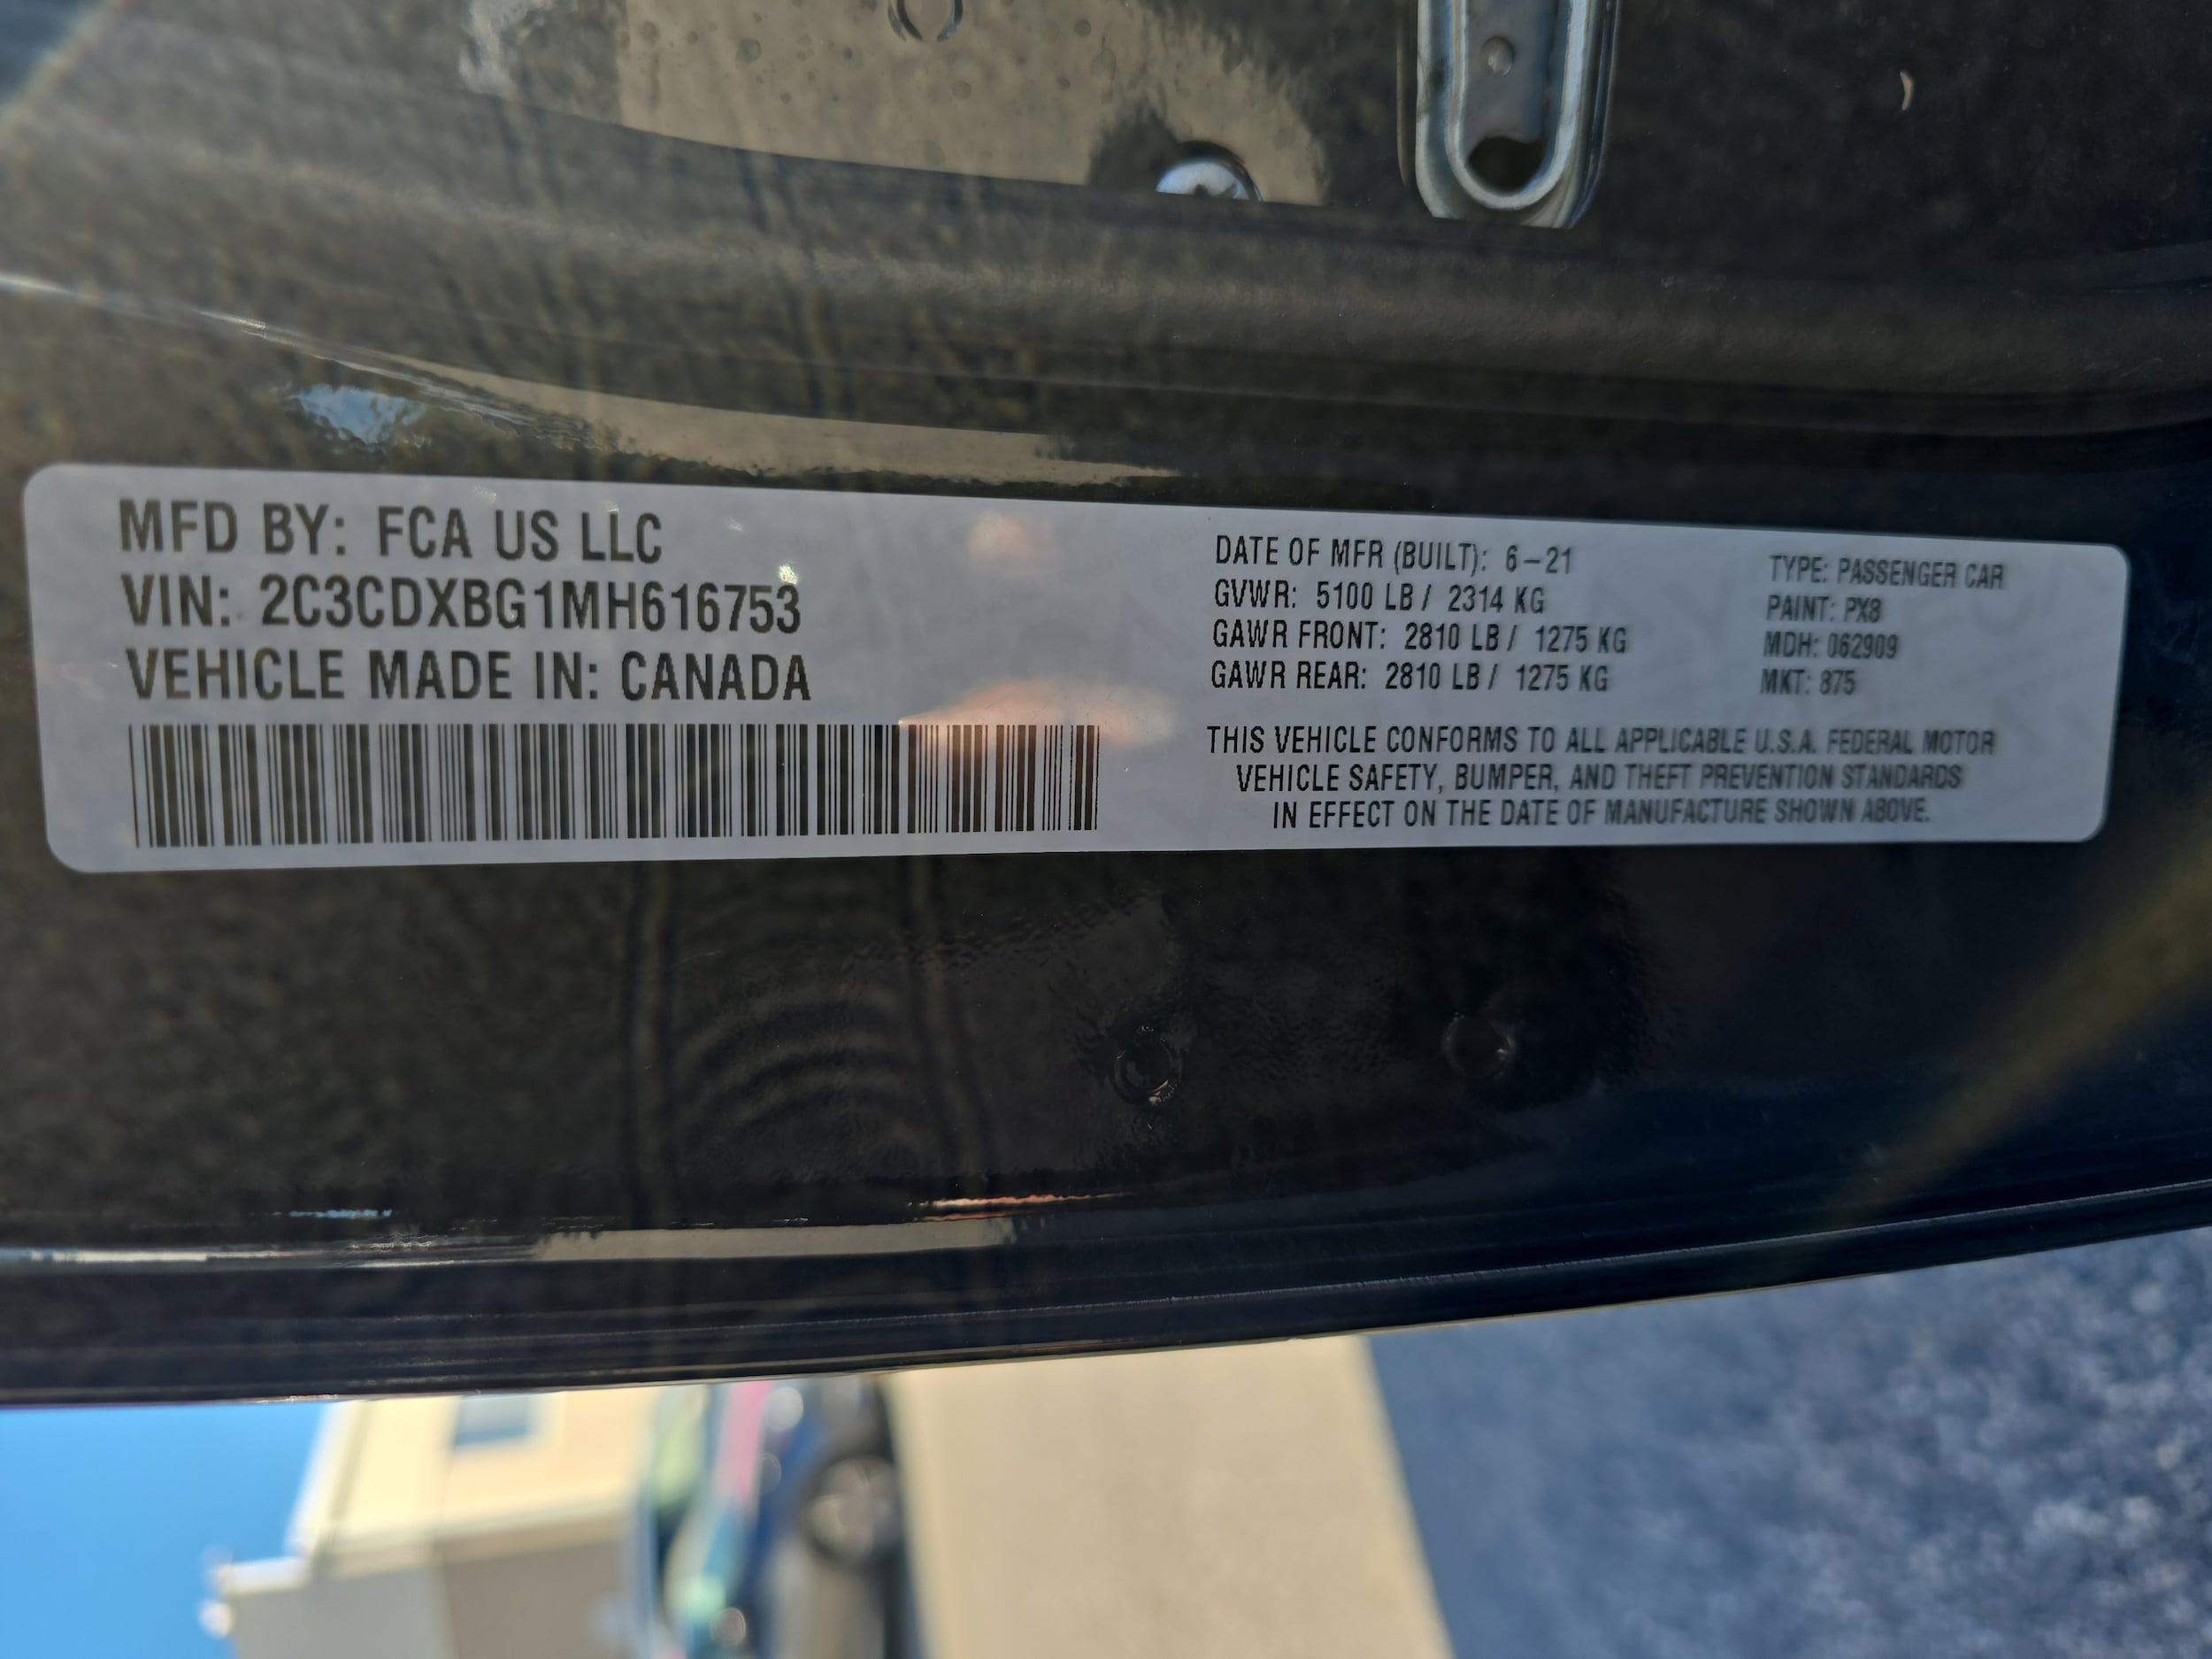 MFD BY: FCA US LLC
VIN: 2C3CDXBG1MH616753
VEHICLE MADE IN: CANADA
DATE OF MFR (BUILT): 6-21
GVWR: 5100 LB / 2314 KG
GAWR FRONT: 2810 LB / 1275 KG
GAWR REAR: 2810 LB / 1275 KG
TYPE: PASSENGER CAR
PAINT: PX8
MDH: 062909
MKT: 875
THIS VEHICLE CONFORMS TO ALL APPLICABLE U.S.A. FEDERAL MOTOR
VEHICLE SAFETY, BUMPER, AND THEFT PREVENTION STANDARDS
IN EFFECT ON THE DATE OF MANUFACTURE SHOWN ABOVE.